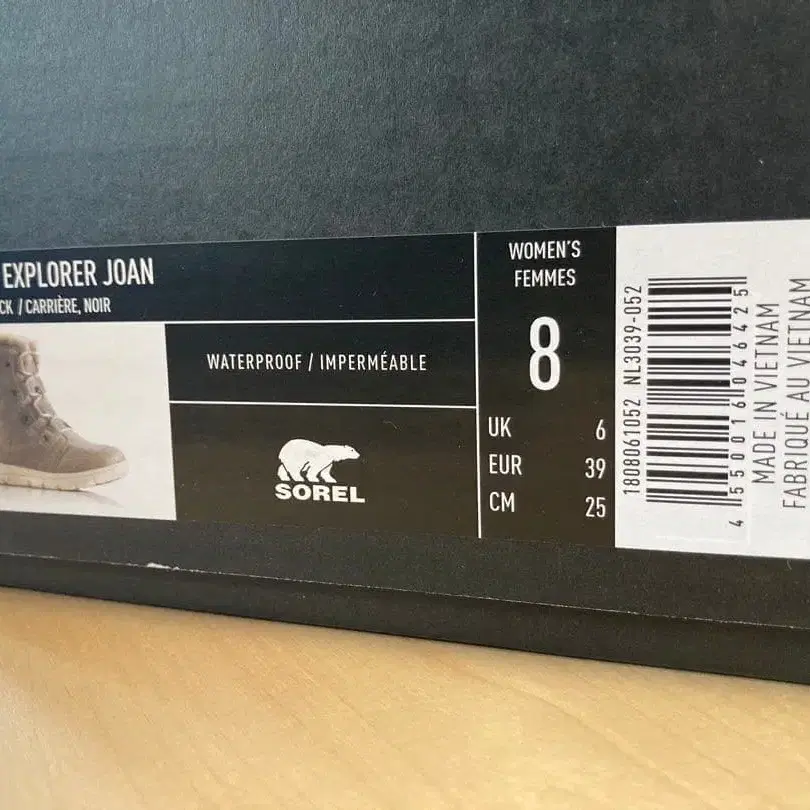 EXPLORER JOAN
CK / CARRIÈRE, NOIR
WATERPROOF / IMPERMÉABLE
SOREL
WOMEN'S
FEMMES
8
UK 6
EUR 39
CM 25
1808061052 NL3039-052
4 550016 046425
MADE IN VIETNAM
FABRIQUÉ AU VIETNAM